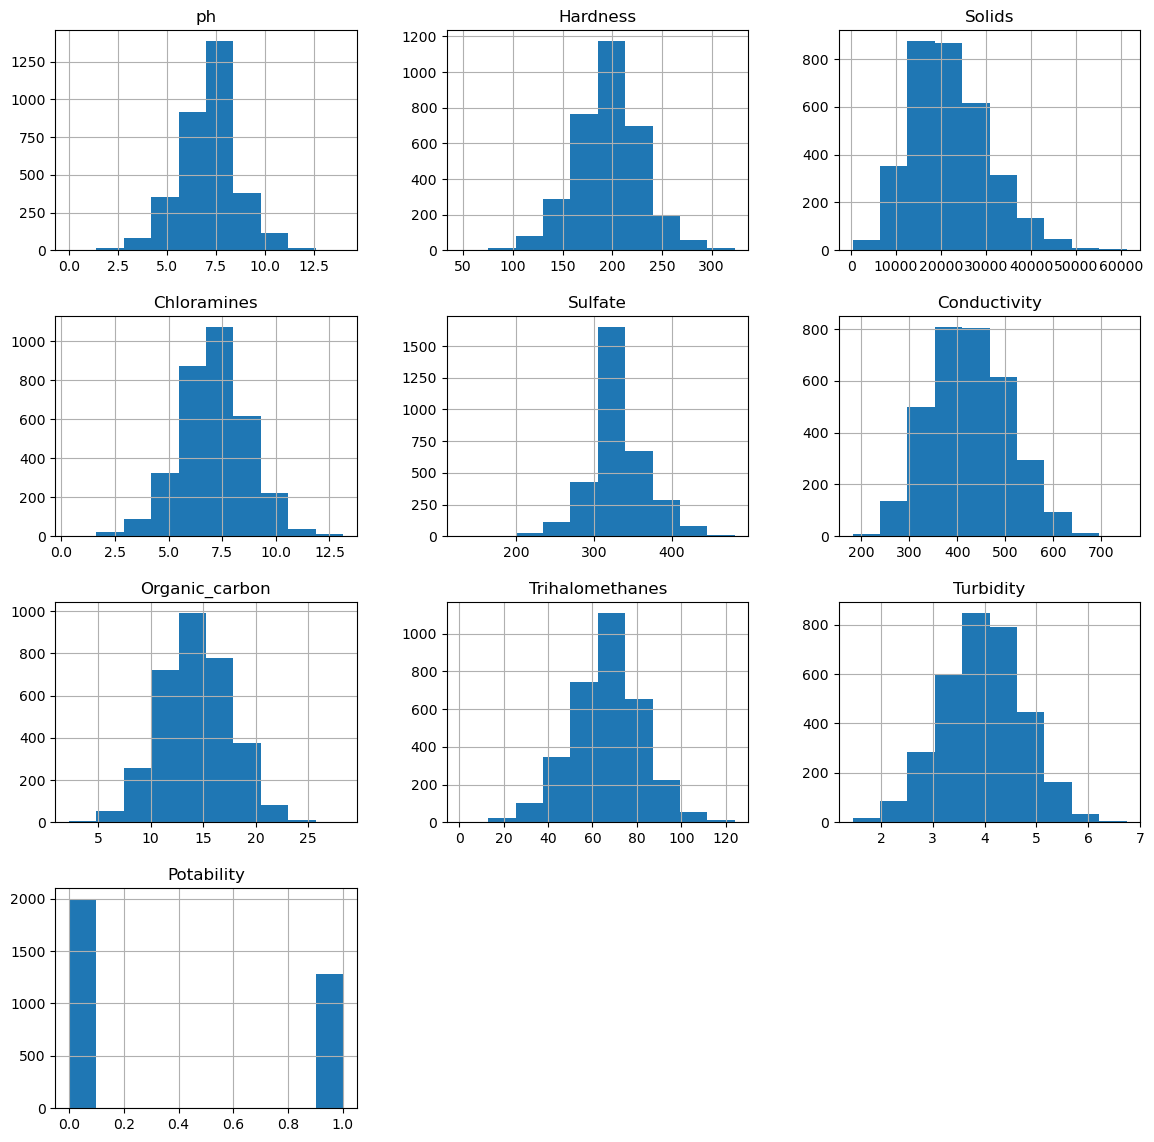 ph
1250
1000
750
500
250
0
0.0 2.5 5.0 7.5 10.0 12.5
Hardness
1200
1000
800
600
400
200
0
50 100 150 200 250 300
Solids
800
600
400
200
0
0 10000 20000 30000 40000 50000 60000
Chloramines
1000
800
600
400
200
0
0.0 2.5 5.0 7.5 10.0 12.5
Sulfate
1500
1250
1000
750
500
250
0
200 300 400
Conductivity
800
600
400
200
0
200 300 400 500 600 700
Organic_carbon
1000
800
600
400
200
0
5 10 15 20 25
Trihalomethanes
1000
800
600
400
200
0
0 20 40 60 80 100 120
Turbidity
800
600
400
200
0
2 3 4 5 6 7
Potability
2000
1500
1000
500
0
0.0 0.2 0.4 0.6 0.8 1.0